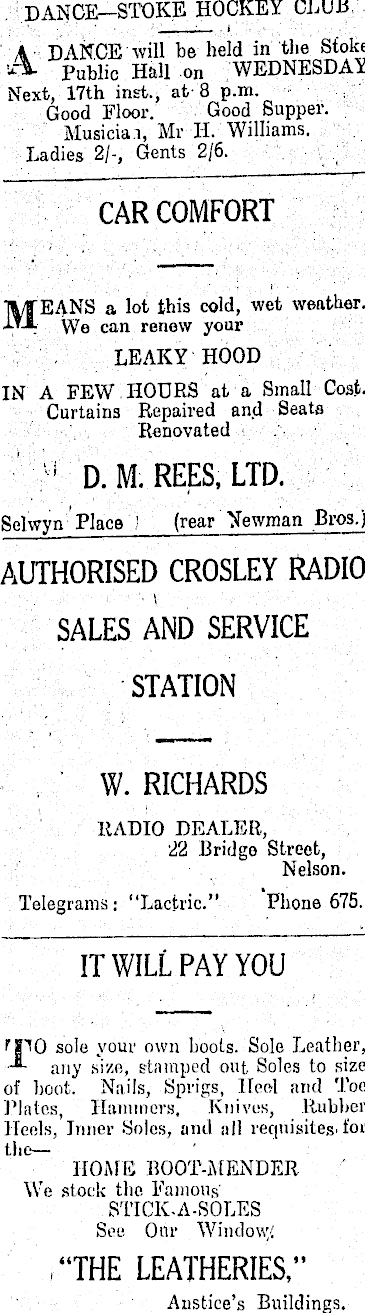 DANCE—STOKE HOCKEY CLUB.
A DANCE will be held in the Stoke
Public Hall on WEDNESDAY
Next, 17th inst., at 8 p.m.
Good Floor. Good Supper.
Musician, Mr H. Williams.
Ladies 2/-, Gents 2/6.
CAR COMFORT
MEANS a lot this cold, wet weather.
We can renew your
LEAKY HOOD
IN A FEW HOURS at a Small Cost.
Curtains Repaired and Seats
Renovated
D. M. REES, LTD.
Selwyn Place (rear Newman Bros.)
AUTHORISED CROSLEY RADIO
SALES AND SERVICE
STATION
W. RICHARDS
RADIO DEALER,
22 Bridge Street,
Nelson.
Telegrams: "Lactric." 'Phone 675.
IT WILL PAY YOU
TO sole your own boots. Sole Leather,
any size, stamped out Soles to size
of boot. Nails, Sprigs, Heel and Toe
Plates, Hammers, Knives, Rubber
Heels, Inner Soles, and all requisites for
the—
HOME BOOT-MENDER
We stock the Famous
STICK-A-SOLES
See Our Window.
"THE LEATHERIES,"
Anstice's Buildings.